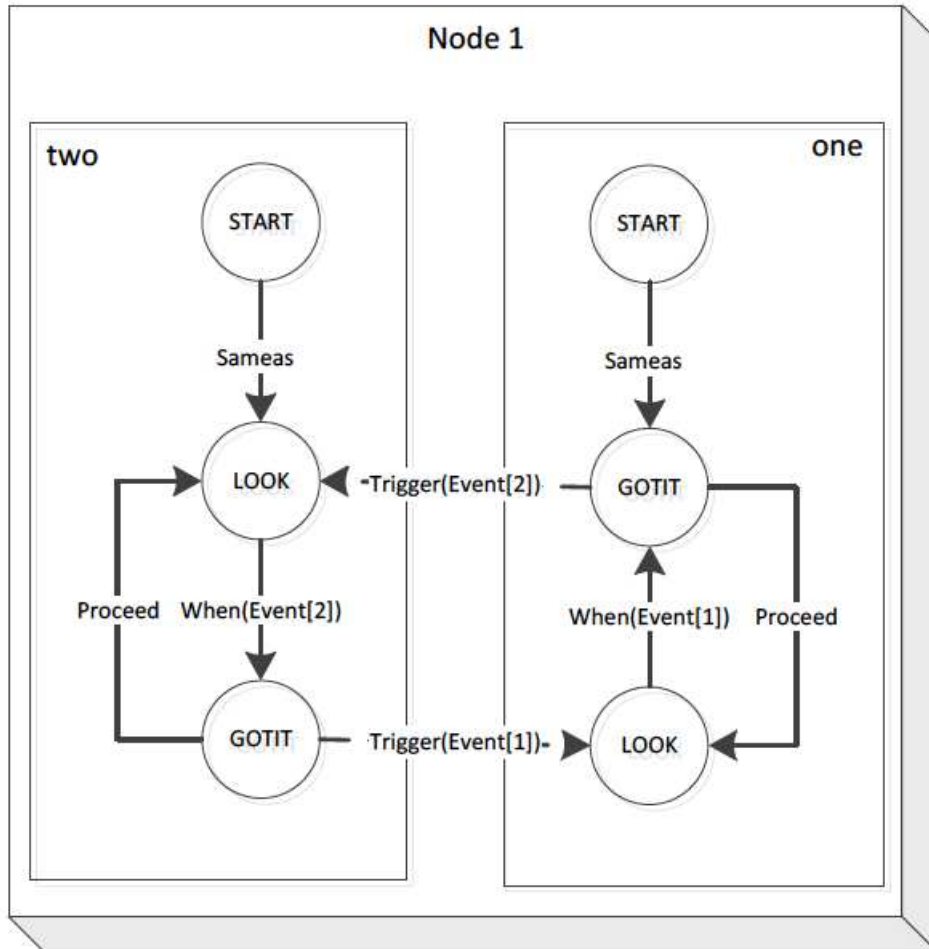 Node 1
two
START
Sameas
LOOK
Proceed
When(Event[2])
GOTIT
Trigger(Event[2])
Trigger(Event[1])
one
START
Sameas
GOTIT
When(Event[1])
Proceed
LOOK